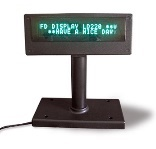 FD DISPLAY LD220 **
**HAVE A NICE DAY